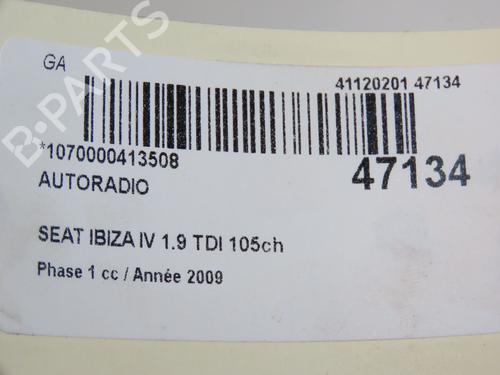 GA
41120201 47134
*1070000413508
47134
AUTORADIO
SEAT IBIZA IV 1.9 TDI 105ch
Phase 1 cc / Année 2009
B-PARTS